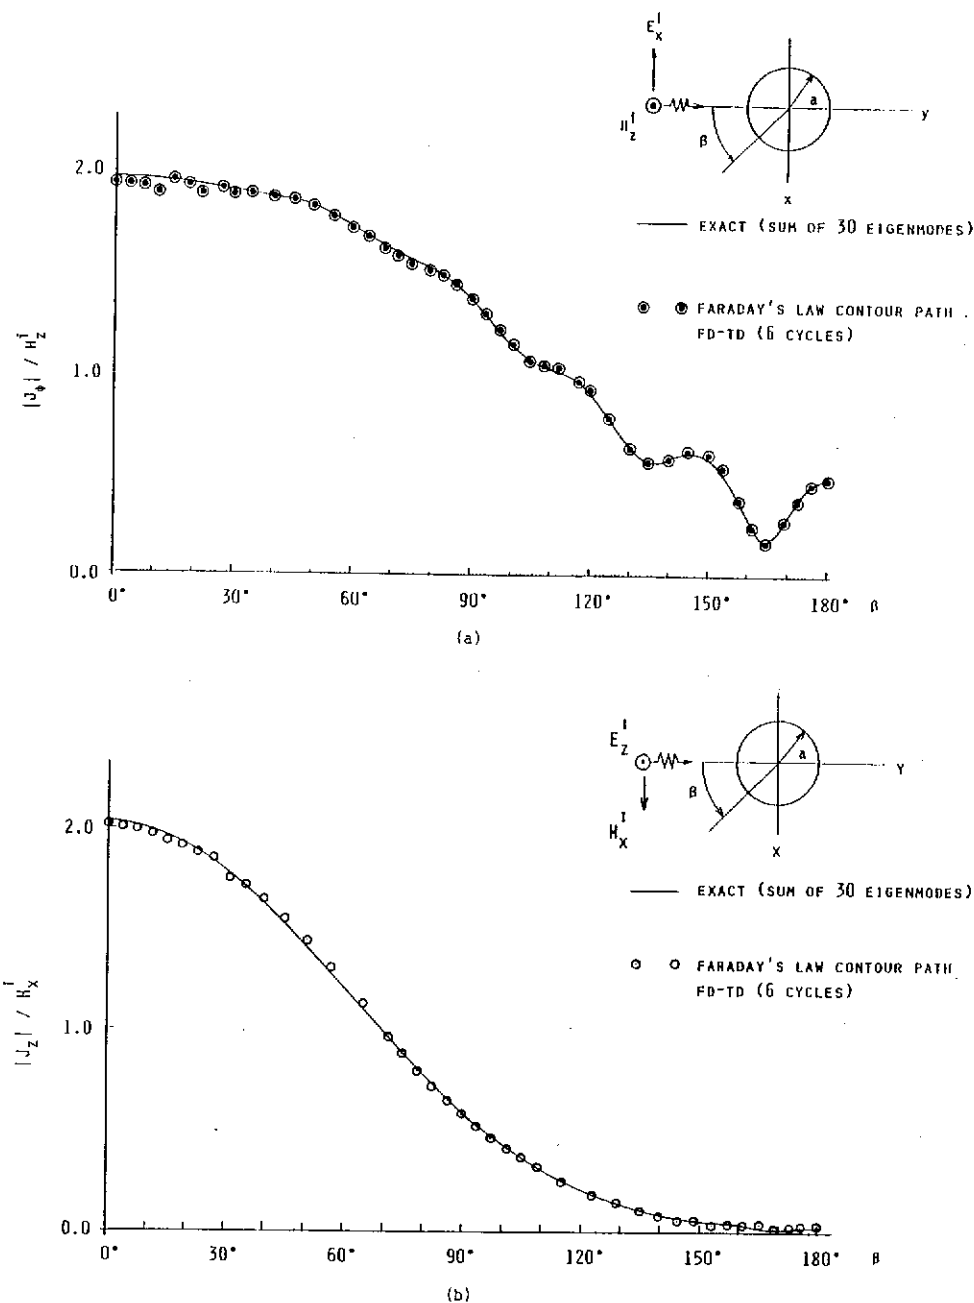 E_x^I
H_z^I
β
a
y
x
EXACT (SUM OF 30 EIGENMODES)
FARADAY'S LAW CONTOUR PATH
FD-TD (6 CYCLES)
2.0
1.0
0.0
|J_φ| / H_z^I
0° 30° 60° 90° 120° 150° 180° β
(a)
E_z^I
H_x^I
β
a
Y
X
EXACT (SUM OF 30 EIGENMODES)
FARADAY'S LAW CONTOUR PATH
FD-TD (6 CYCLES)
2.0
1.0
0.0
|J_z| / H_x^I
0° 30° 60° 90° 120° 150° 180° β
(b)